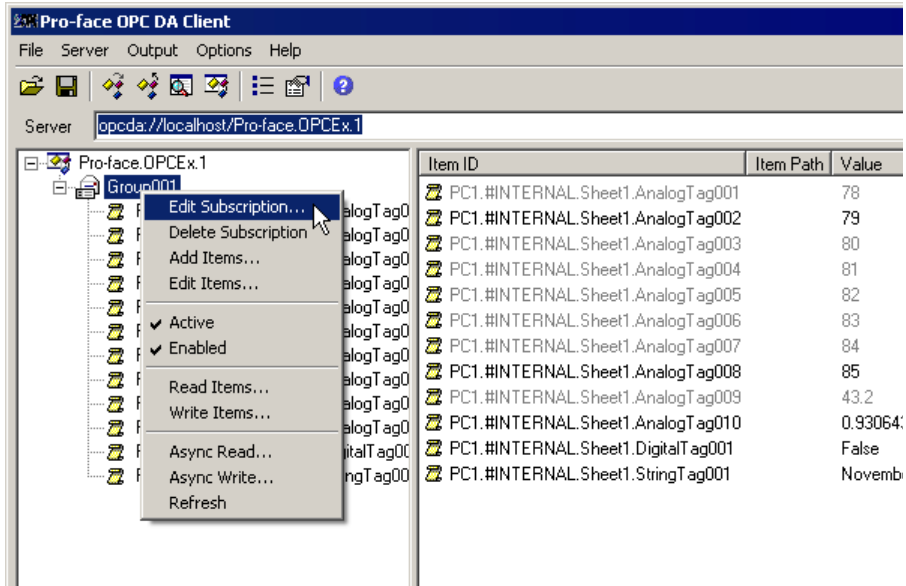 Pro-face OPC DA Client
File Server Output Options Help
Server opcda://localhost/Pro-face.OPCEx.1
Pro-face.OPCEx.1
Group001
Edit Subscription...
Delete Subscription
Add Items...
Edit Items...
Active
Enabled
Read Items...
Write Items...
Async Read...
Async Write...
Refresh
Item ID Item Path Value
PC1.#INTERNAL.Sheet1.AnalogTag001 78
PC1.#INTERNAL.Sheet1.AnalogTag002 79
PC1.#INTERNAL.Sheet1.AnalogTag003 80
PC1.#INTERNAL.Sheet1.AnalogTag004 81
PC1.#INTERNAL.Sheet1.AnalogTag005 82
PC1.#INTERNAL.Sheet1.AnalogTag006 83
PC1.#INTERNAL.Sheet1.AnalogTag007 84
PC1.#INTERNAL.Sheet1.AnalogTag008 85
PC1.#INTERNAL.Sheet1.AnalogTag009 43.2
PC1.#INTERNAL.Sheet1.AnalogTag010 0.93064
PC1.#INTERNAL.Sheet1.DigitalTag001 False
PC1.#INTERNAL.Sheet1.StringTag001 Novemb